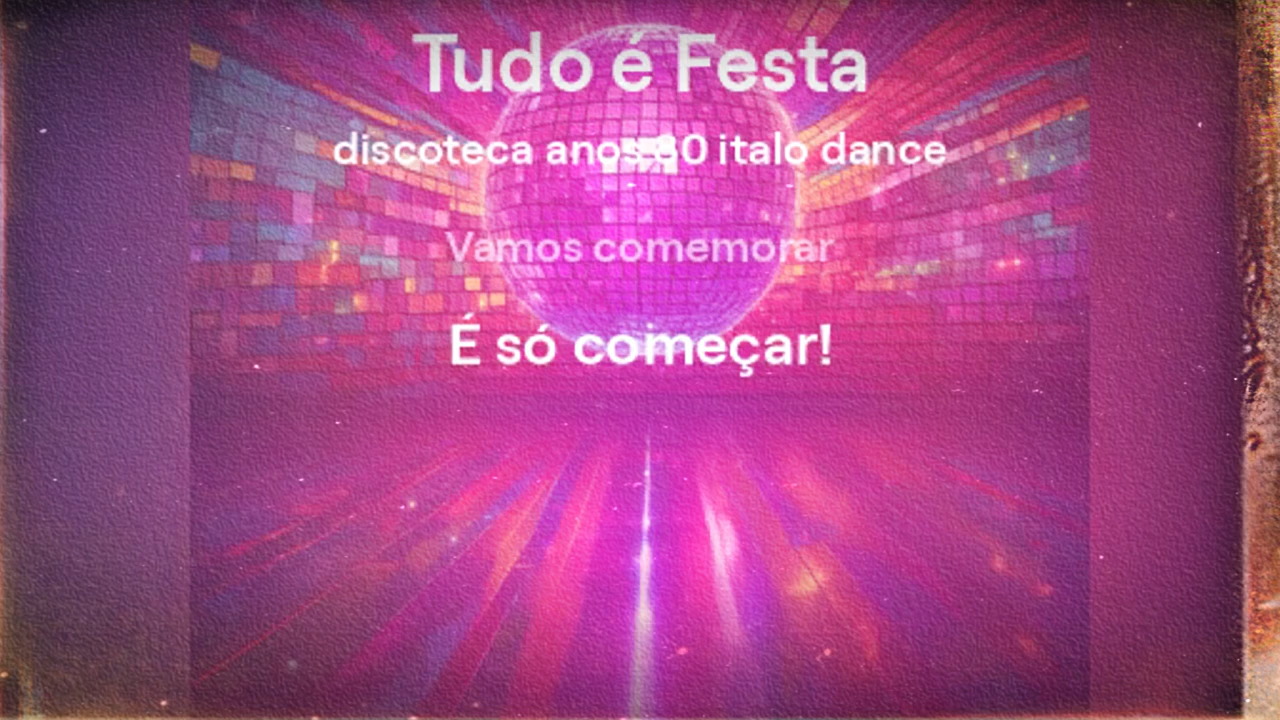 Tudo é Festa
discoteca anos 80 italo dance
Vamos comemorar
É só começar!